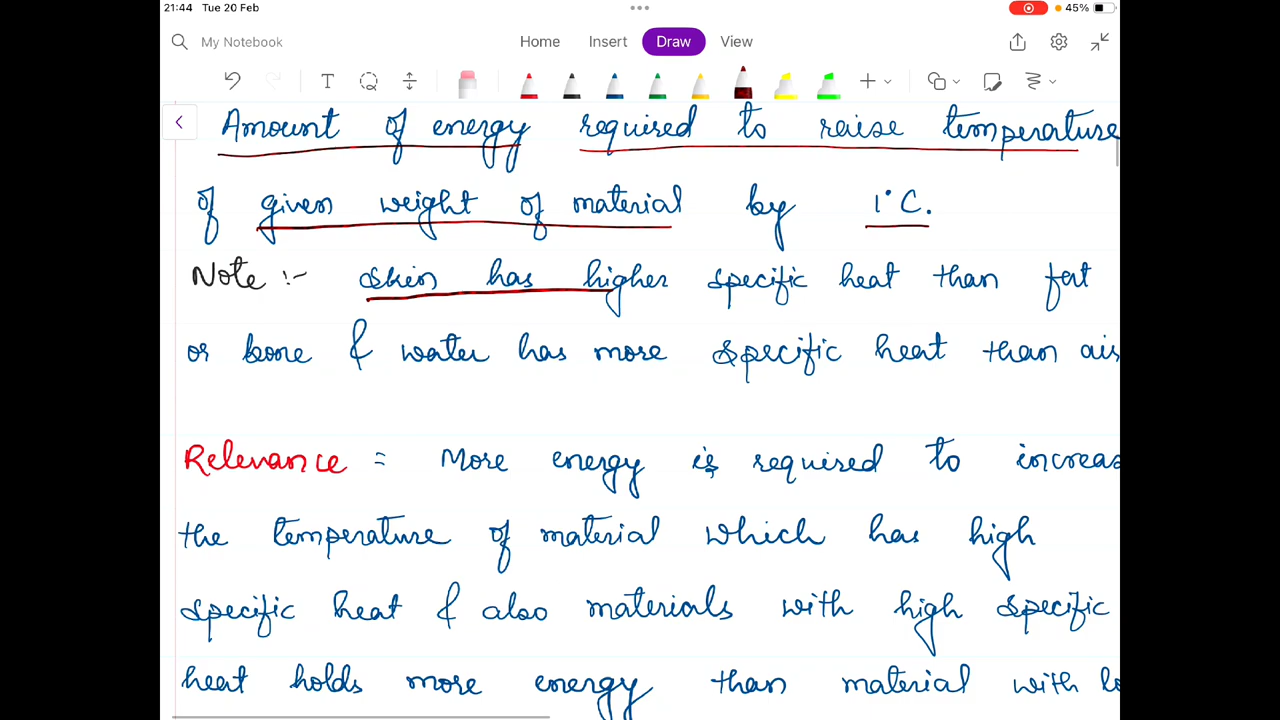 21:44 Tue 20 Feb
45%
My Notebook
Home Insert Draw View
T
Amount of energy required to raise temperature
of given weight of material by 1°C.
Note :- Skin has higher specific heat than fat
or bone & water has more specific heat than air
Relevance = More energy is required to increas
the temperature of material which has high
specific heat & also materials with high specific
heat holds more energy than material with lo